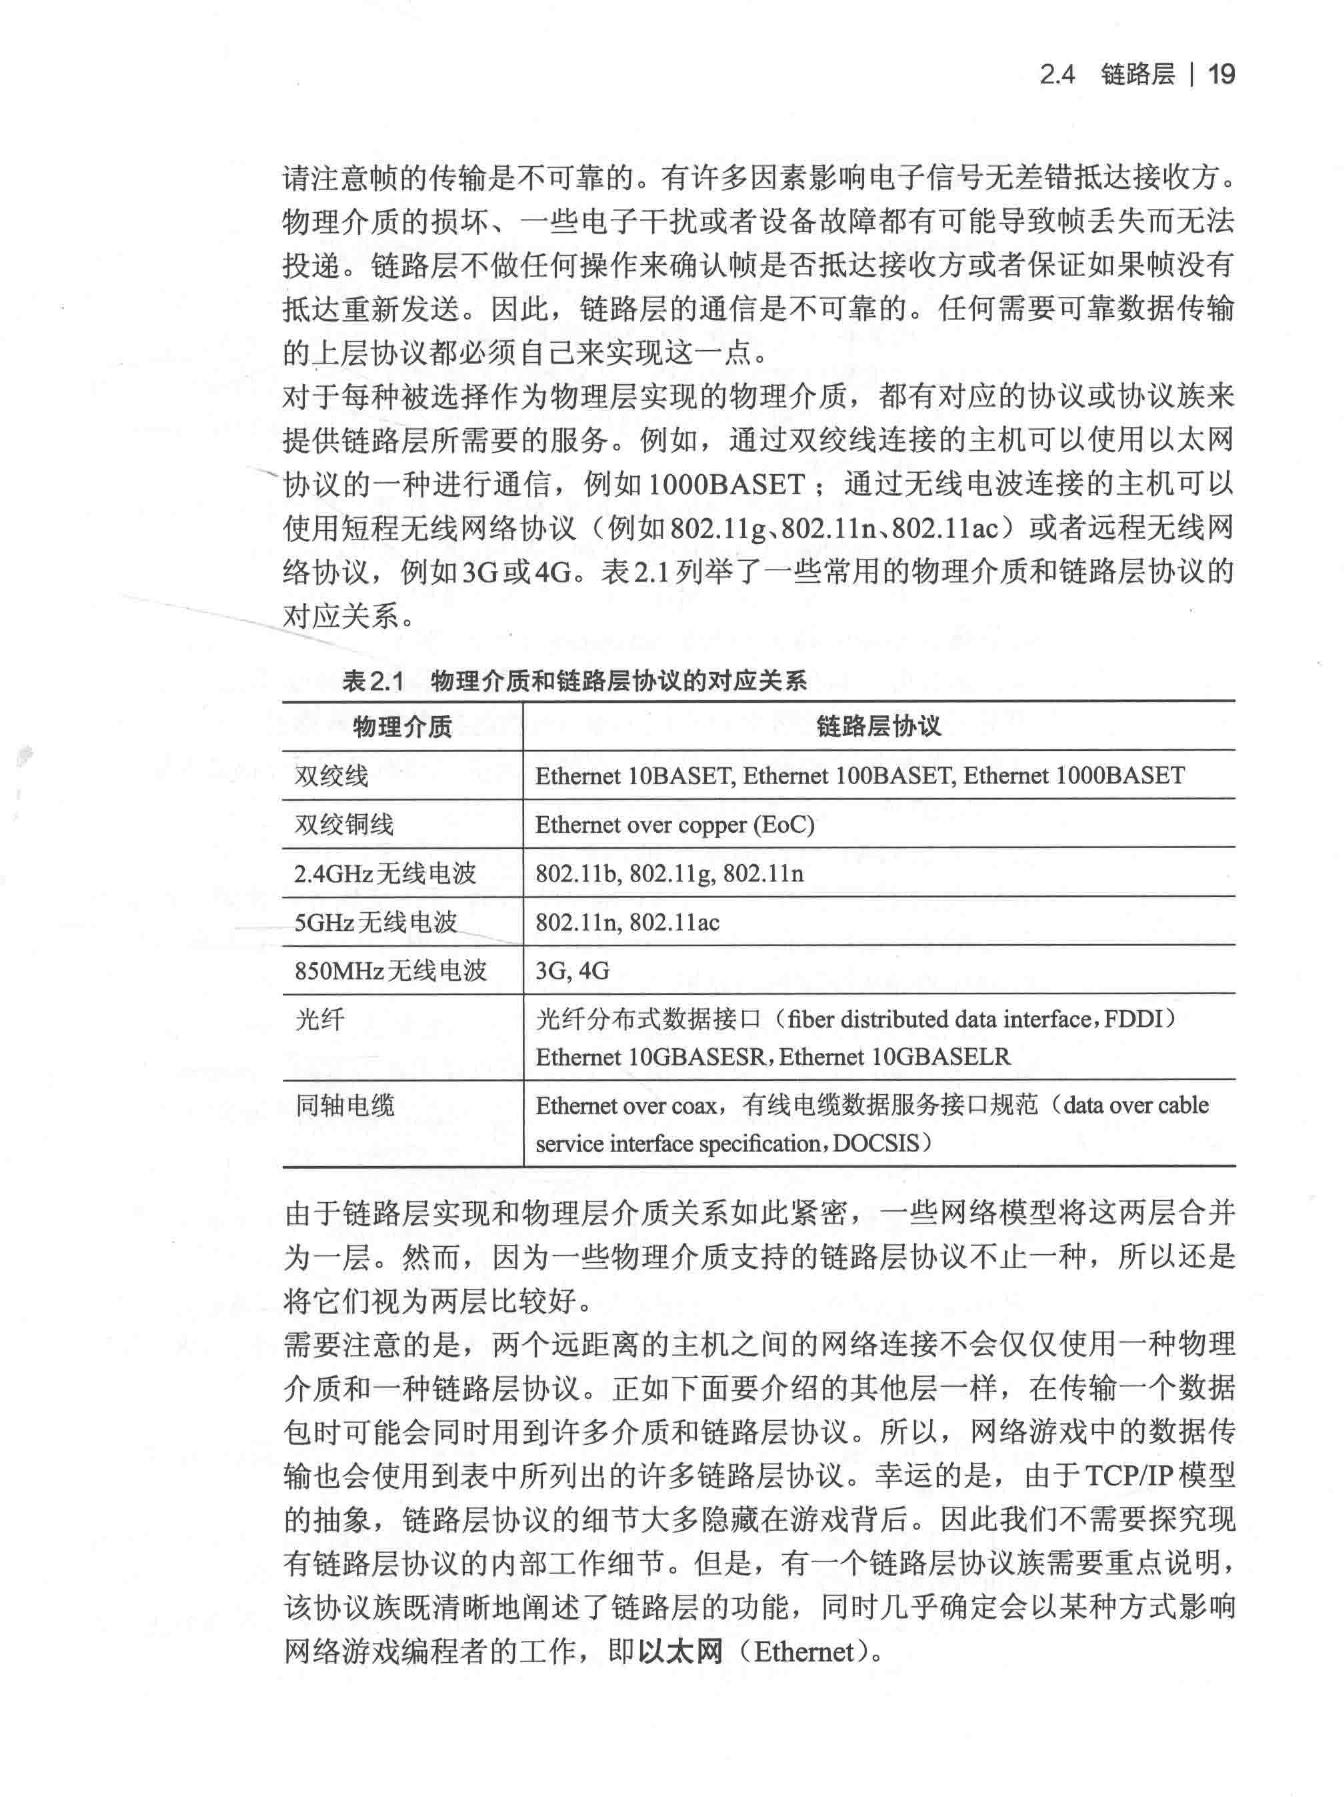 2.4 链路层 | 19
请注意帧的传输是不可靠的。有许多因素影响电子信号无差错抵达接收方。
物理介质的损坏、一些电子干扰或者设备故障都有可能导致帧丢失而无法
投递。链路层不做任何操作来确认帧是否抵达接收方或者保证如果帧没有
抵达重新发送。因此，链路层的通信是不可靠的。任何需要可靠数据传输
的上层协议都必须自己来实现这一点。
对于每种被选择作为物理层实现的物理介质，都有对应的协议或协议族来
提供链路层所需要的服务。例如，通过双绞线连接的主机可以使用以太网
协议的一种进行通信，例如1000BASET；通过无线电波连接的主机可以
使用短程无线网络协议（例如802.11g、802.11n、802.11ac）或者远程无线网
络协议，例如3G或4G。表2.1列举了一些常用的物理介质和链路层协议的
对应关系。
表2.1 物理介质和链路层协议的对应关系
物理介质 链路层协议
双绞线 Ethernet 10BASET, Ethernet 100BASET, Ethernet 1000BASET
双绞铜线 Ethernet over copper (EoC)
2.4GHz无线电波 802.11b, 802.11g, 802.11n
5GHz无线电波 802.11n, 802.11ac
850MHz无线电波 3G, 4G
光纤 光纤分布式数据接口（fiber distributed data interface，FDDI）
Ethernet 10GBASESR，Ethernet 10GBASELR
同轴电缆 Ethernet over coax，有线电缆数据服务接口规范（data over cable
service interface specification，DOCSIS）
由于链路层实现和物理层介质关系如此紧密，一些网络模型将这两层合并
为一层。然而，因为一些物理介质支持的链路层协议不止一种，所以还是
将它们视为两层比较好。
需要注意的是，两个远距离的主机之间的网络连接不会仅仅使用一种物理
介质和一种链路层协议。正如下面要介绍的其他层一样，在传输一个数据
包时可能会同时用到许多介质和链路层协议。所以，网络游戏中的数据传
输也会使用到表中所列出的许多链路层协议。幸运的是，由于TCP/IP模型
的抽象，链路层协议的细节大多隐藏在游戏背后。因此我们不需要探究现
有链路层协议的内部工作细节。但是，有一个链路层协议族需要重点说明，
该协议族既清晰地阐述了链路层的功能，同时几乎确定会以某种方式影响
网络游戏编程者的工作，即以太网（Ethernet）。